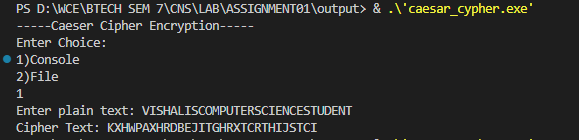 PS D:\WCE\BTECH SEM 7\CNS\LAB\ASSIGNMENT01\output> & .\'caesar_cypher.exe'
-----Caeser Cipher Encryption-----
Enter Choice:
1)Console
2)File
1
Enter plain text: VISHALISCOMPUTERSCIENCESTUDENT
Cipher Text: KXHWPAXHRDBEJITGHRXTCRTHIJSTCI